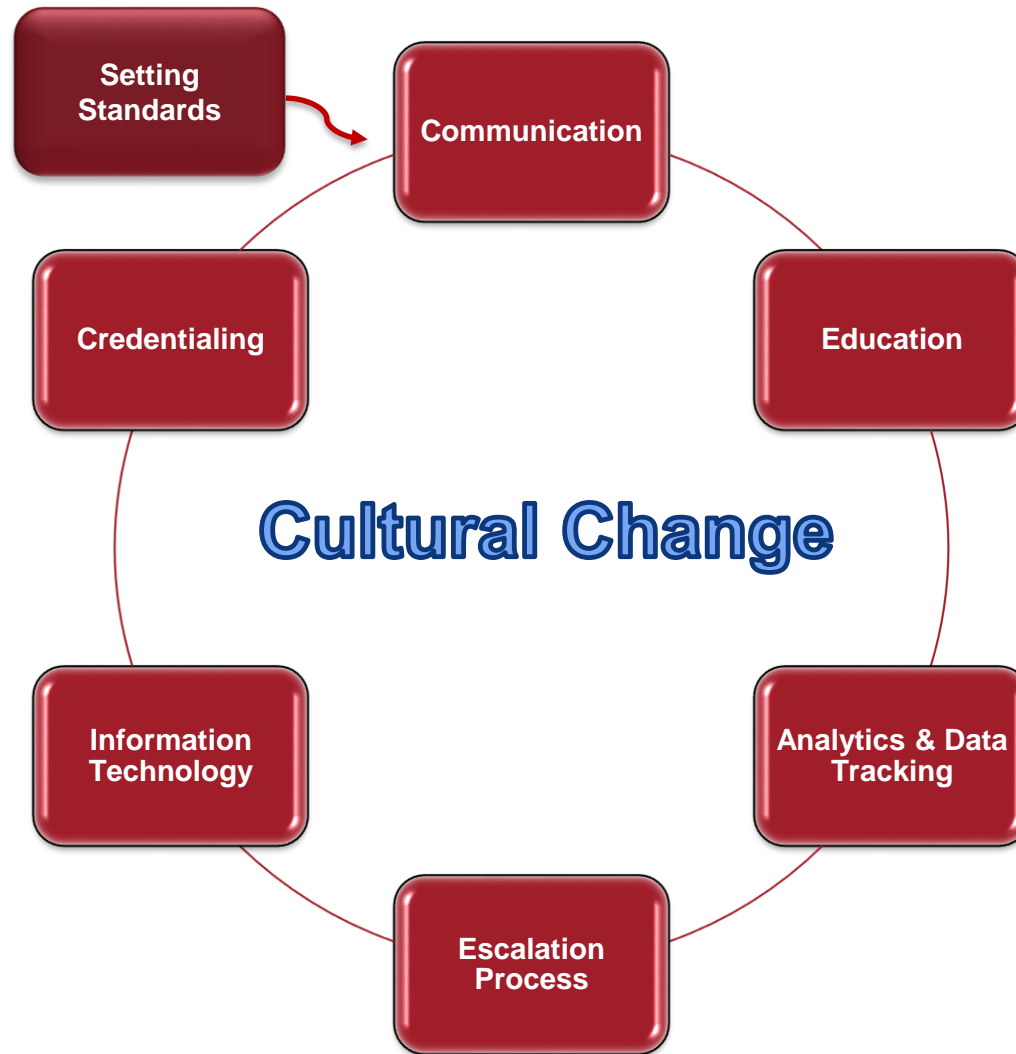 Setting
Standards
Communication
Credentialing
Education
Cultural Change
Information
Technology
Analytics & Data
Tracking
Escalation
Process